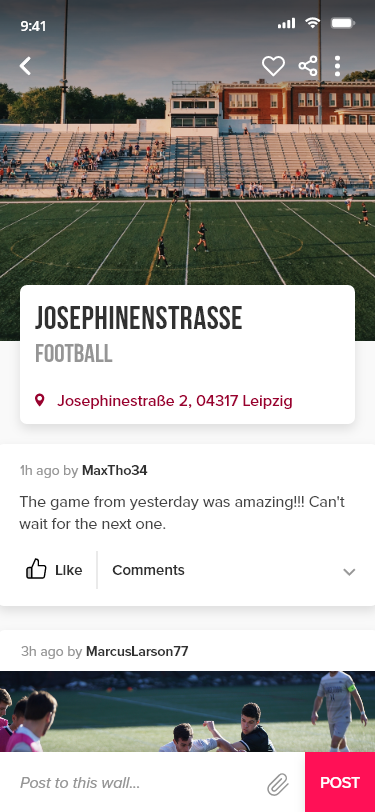 9:41
JOSEPHINENSTRASSE
FOOTBALL
Josephinestraße 2, 04317 Leipzig
1h ago by MaxTho34
The game from yesterday was amazing!!! Can't
wait for the next one.
Like Comments
3h ago by MarcusLarson77
Post to this wall... POST